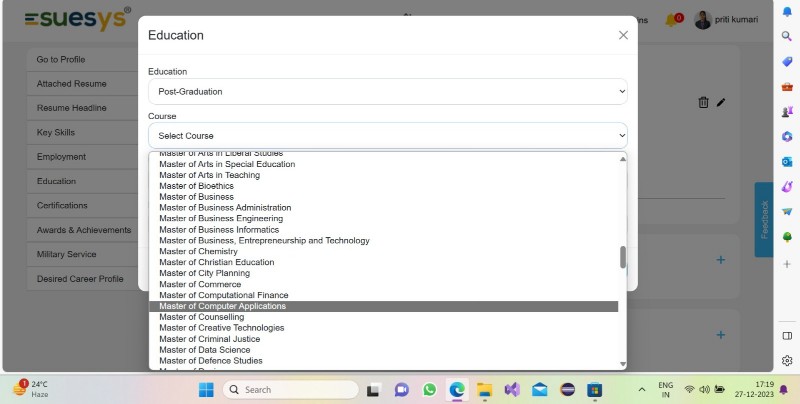 suesys®
ns
0
priti kumari
Education
Education
Post-Graduation
Course
Select Course
Master of Arts in Liberal Studies
Master of Arts in Special Education
Master of Arts in Teaching
Master of Bioethics
Master of Business
Master of Business Administration
Master of Business Engineering
Master of Business Informatics
Master of Business, Entrepreneurship and Technology
Master of Chemistry
Master of Christian Education
Master of City Planning
Master of Commerce
Master of Computational Finance
Master of Computer Applications
Master of Counselling
Master of Creative Technologies
Master of Criminal Justice
Master of Data Science
Master of Defence Studies
Go to Profile
Attached Resume
Resume Headline
Key Skills
Employment
Education
Certifications
Awards & Achievements
Military Service
Desired Career Profile
Feedback
1
24°C
Haze
Search
ENG
IN
17:19
27-12-2023